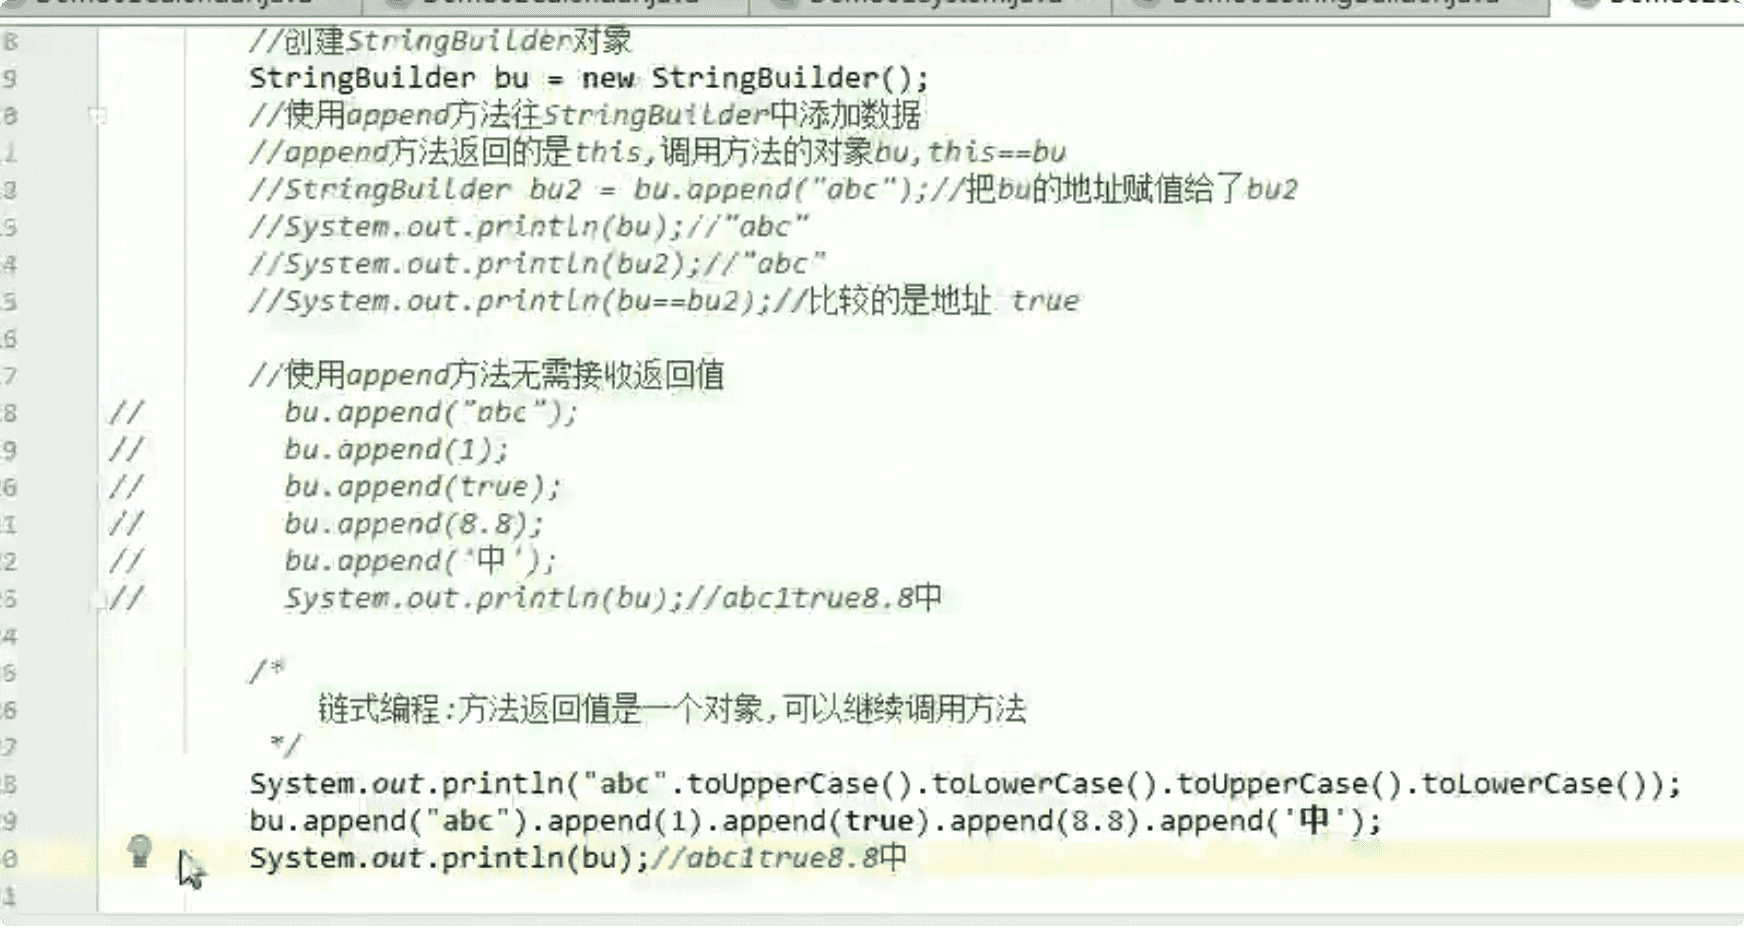 //创建StringBuilder对象
StringBuilder bu = new StringBuilder();
//使用append方法往StringBuilder中添加数据
//append方法返回的是this,调用方法的对象bu,this==bu
//StringBuilder bu2 = bu.append("abc");//把bu的地址赋值给了bu2
//System.out.println(bu);//"abc"
//System.out.println(bu2);//"abc"
//System.out.println(bu==bu2);//比较的是地址 true
//使用append方法无需接收返回值
// bu.append("abc");
// bu.append(1);
// bu.append(true);
// bu.append(8.8);
// bu.append('中');
// System.out.println(bu);//abc1true8.8中
/*
链式编程:方法返回值是一个对象,可以继续调用方法
*/
System.out.println("abc".toUpperCase().toLowerCase().toUpperCase().toLowerCase());
bu.append("abc").append(1).append(true).append(8.8).append('中');
System.out.println(bu);//abc1true8.8中